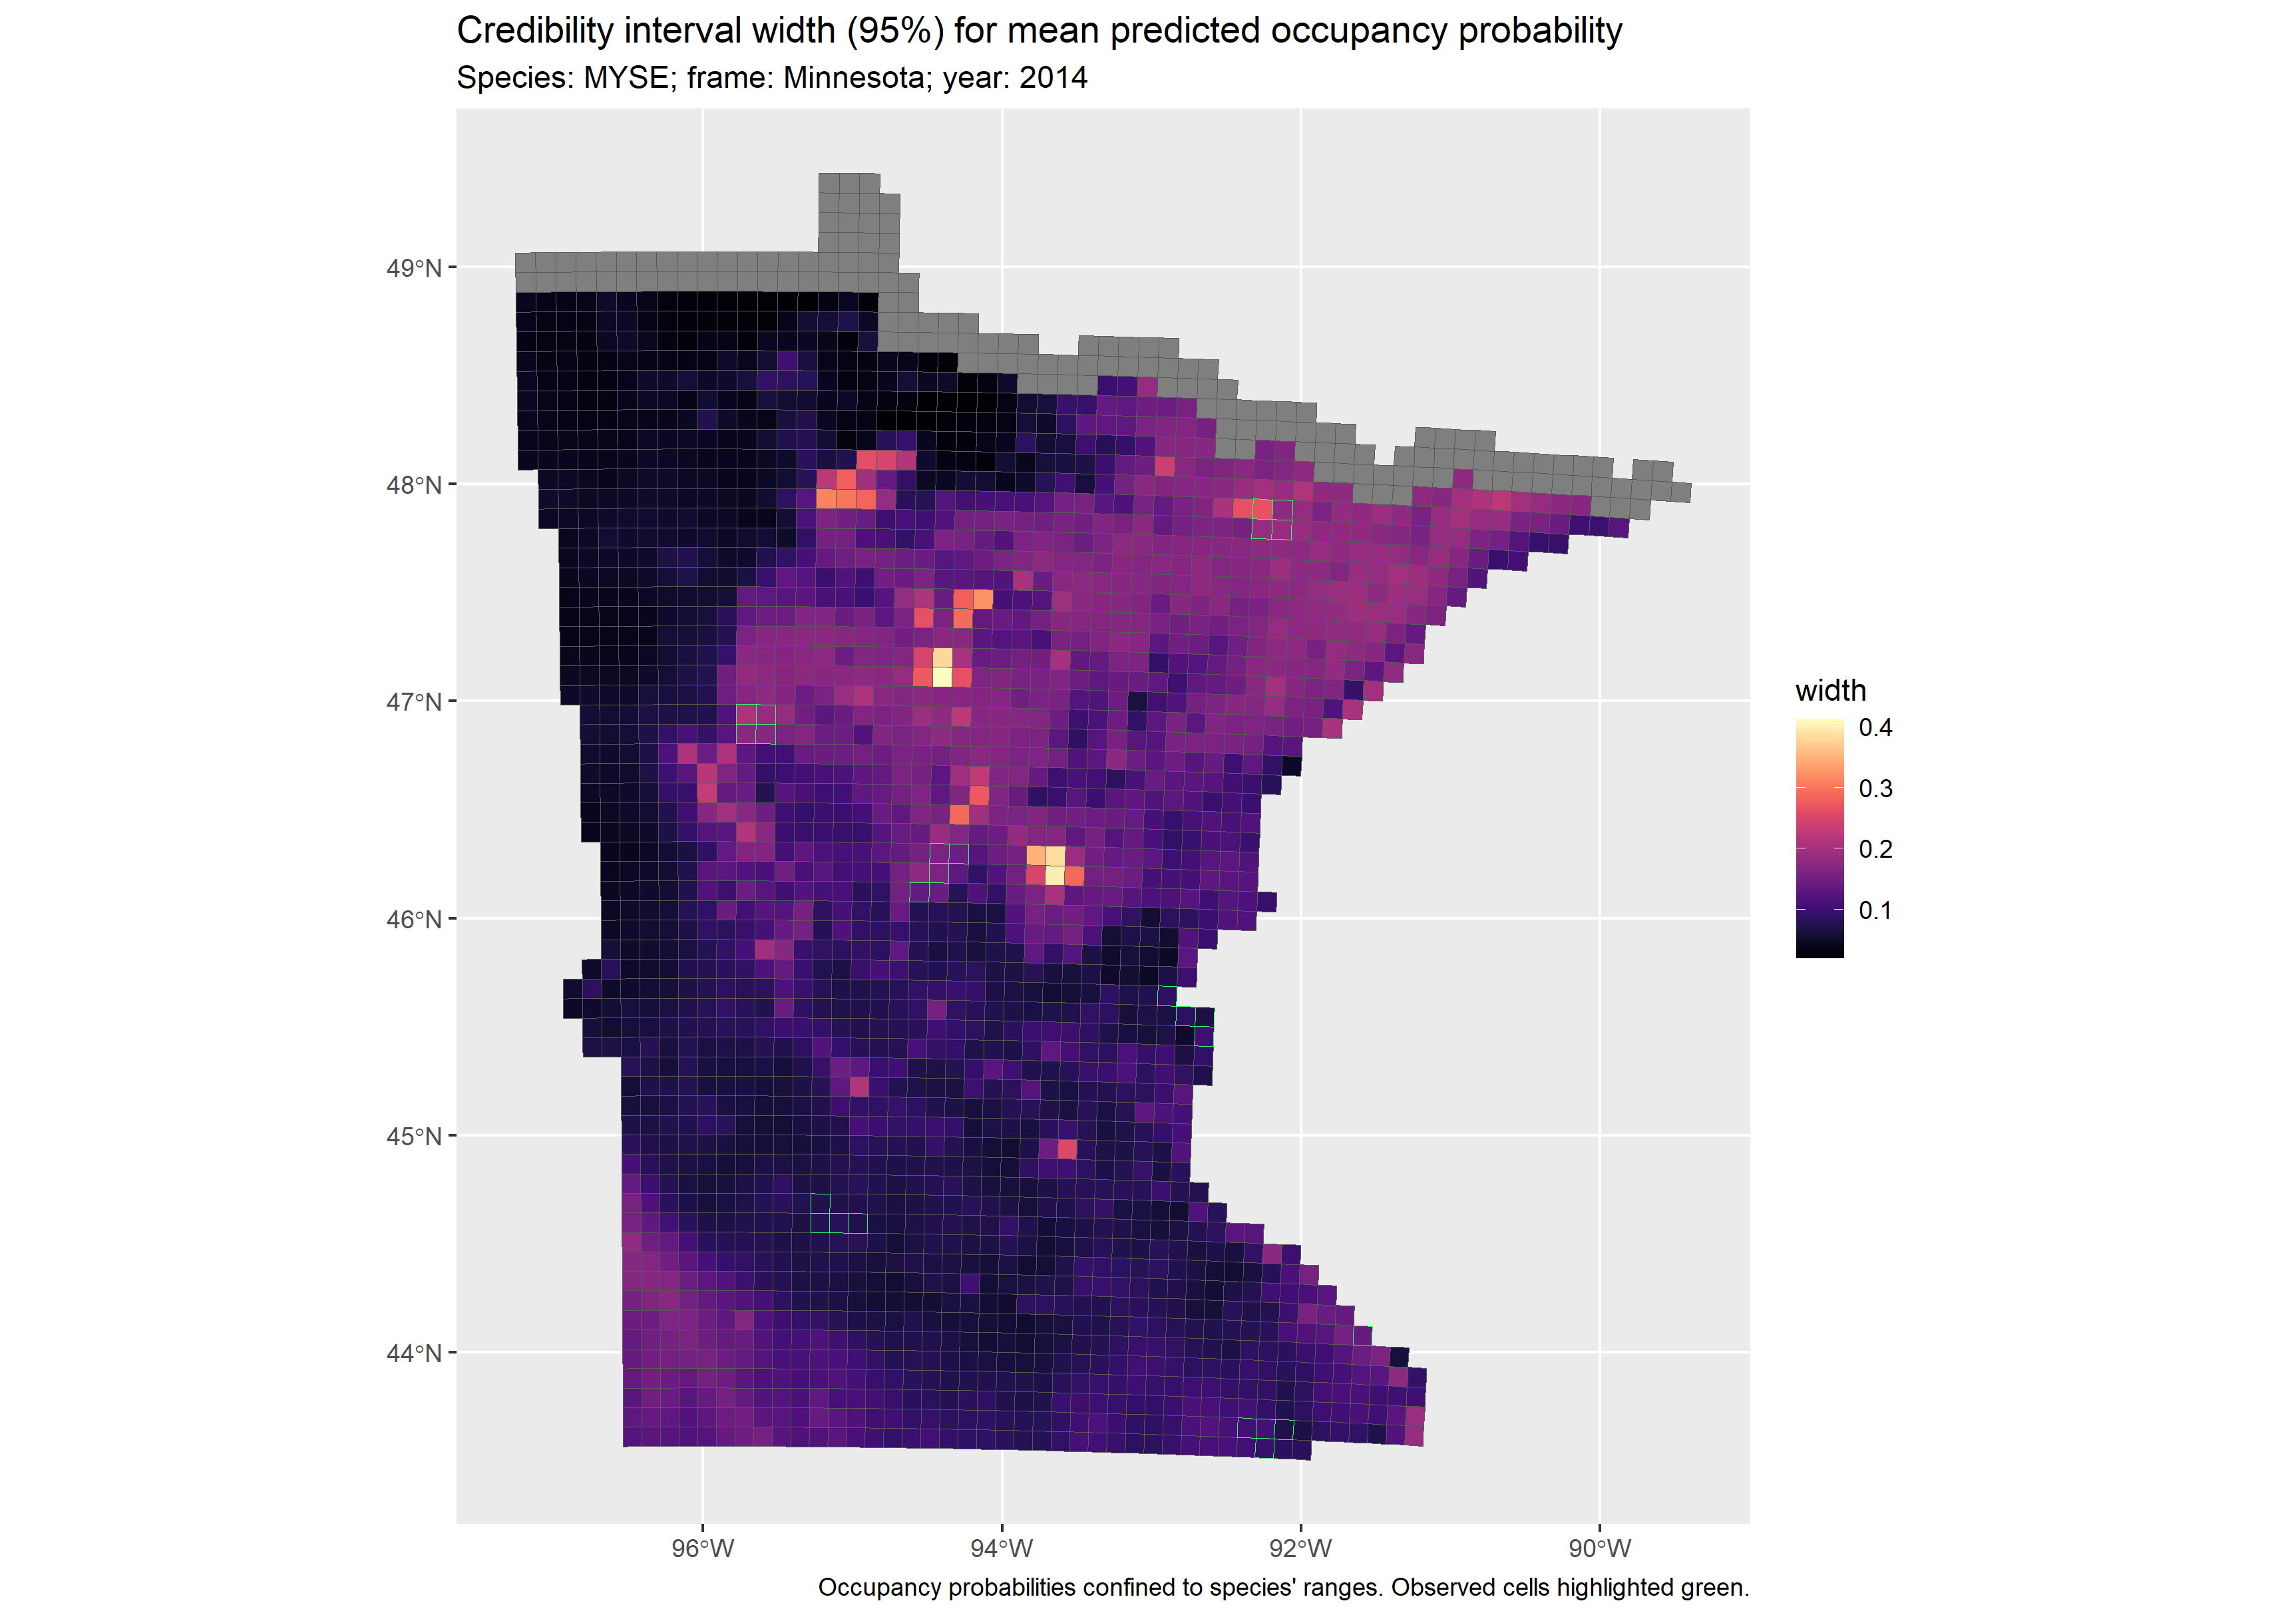 Credibility interval width (95%) for mean predicted occupancy probability
Species: MYSE; frame: Minnesota; year: 2014
49°N
48°N
47°N
46°N
45°N
44°N
96°W
94°W
92°W
90°W
width
0.4
0.3
0.2
0.1
Occupancy probabilities confined to species' ranges. Observed cells highlighted green.